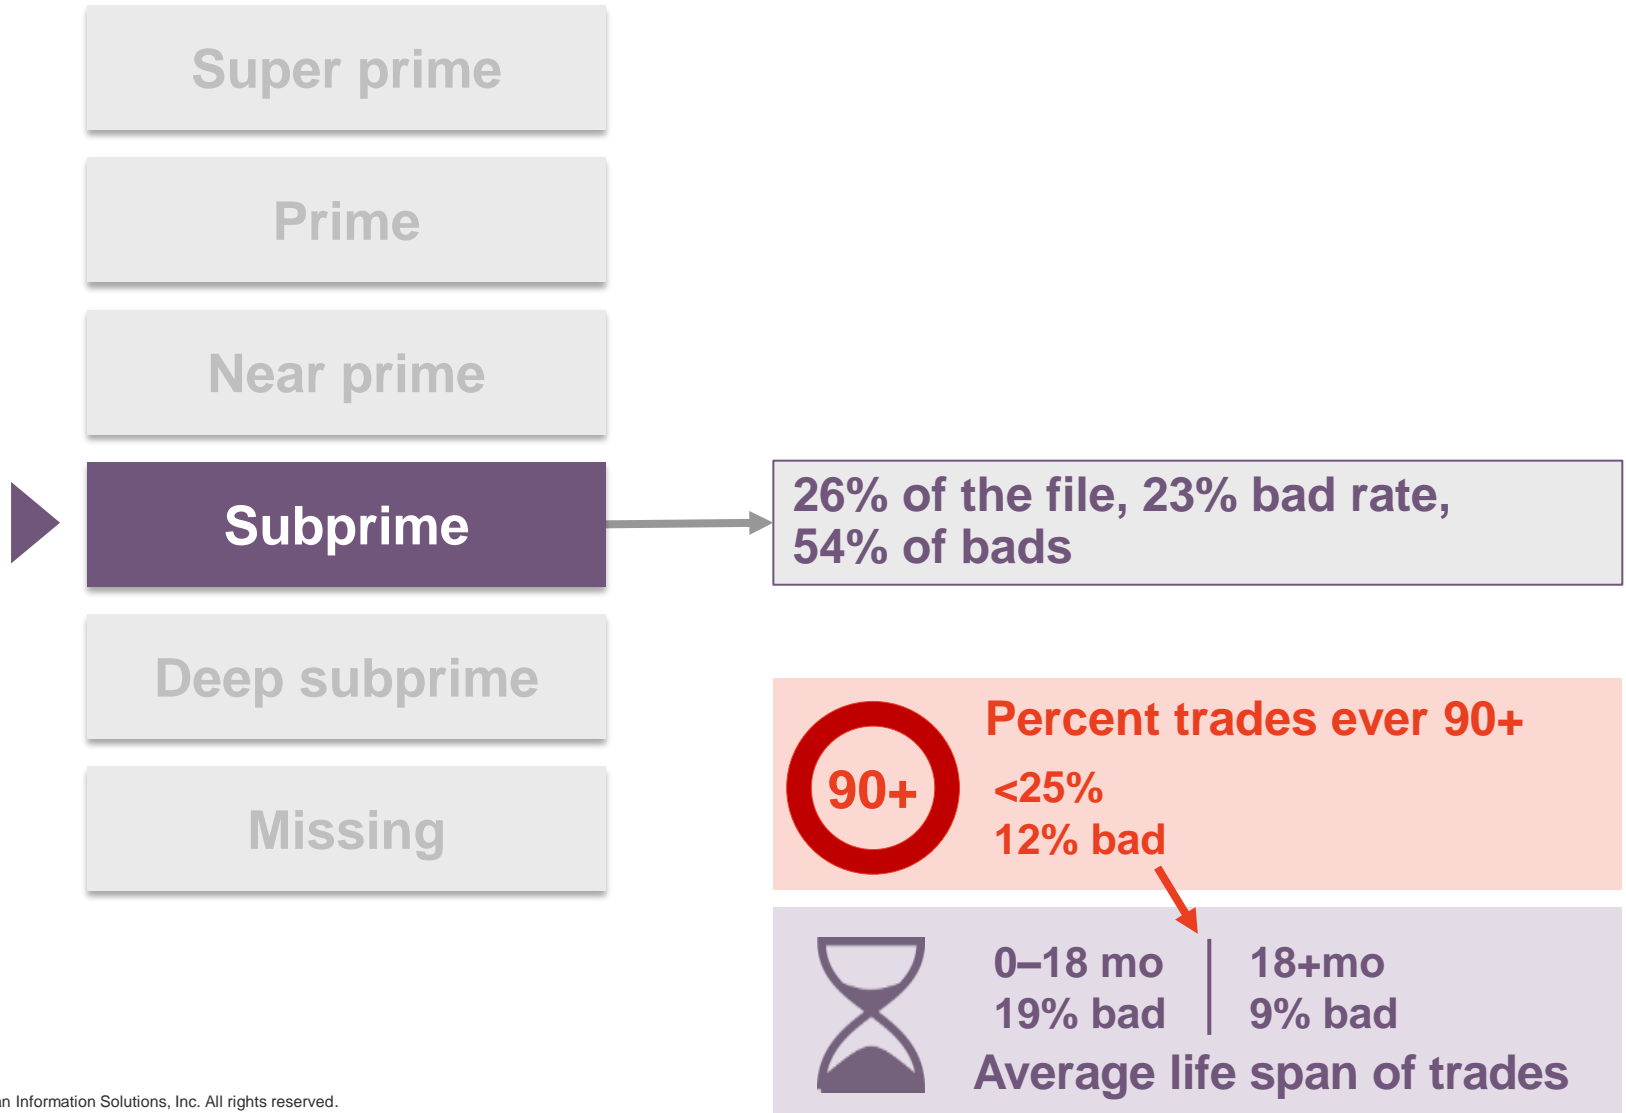 Super prime
Prime
Near prime
Subprime
26% of the file, 23% bad rate,
54% of bads
Deep subprime
Missing
90+
Percent trades ever 90+
<25%
12% bad
0–18 mo
19% bad
18+mo
9% bad
Average life span of trades
an Information Solutions, Inc. All rights reserved.